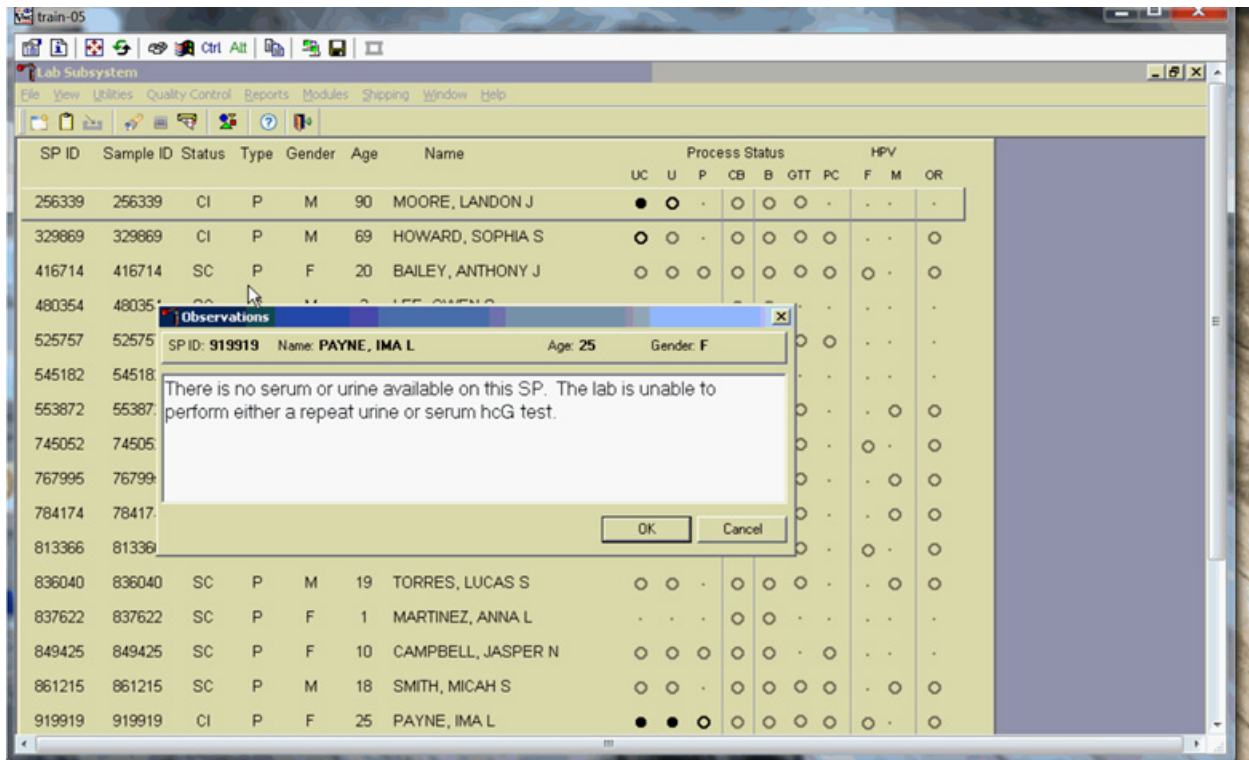 train-05
Ctrl Alt
Lab Subsystem
File View Utilities Quality Control Reports Modules Shipping Window Help
SP ID Sample ID Status Type Gender Age Name Process Status HPV
UC U P CB B GTT PC F M OR
256339 256339 CI P M 90 MOORE, LANDON J
329869 329869 CI P M 69 HOWARD, SOPHIA S
416714 416714 SC P F 20 BAILEY, ANTHONY J
480354
Observations
525757
SP ID: 919919 Name: PAYNE, IMA L Age: 25 Gender: F
545182
There is no serum or urine available on this SP. The lab is unable to
553872
perform either a repeat urine or serum hcG test.
745052
767995
784174
OK Cancel
813366
836040 836040 SC P M 19 TORRES, LUCAS S
837622 837622 SC P F 1 MARTINEZ, ANNA L
849425 849425 SC P F 10 CAMPBELL, JASPER N
861215 861215 SC P M 18 SMITH, MICAH S
919919 919919 CI P F 25 PAYNE, IMA L